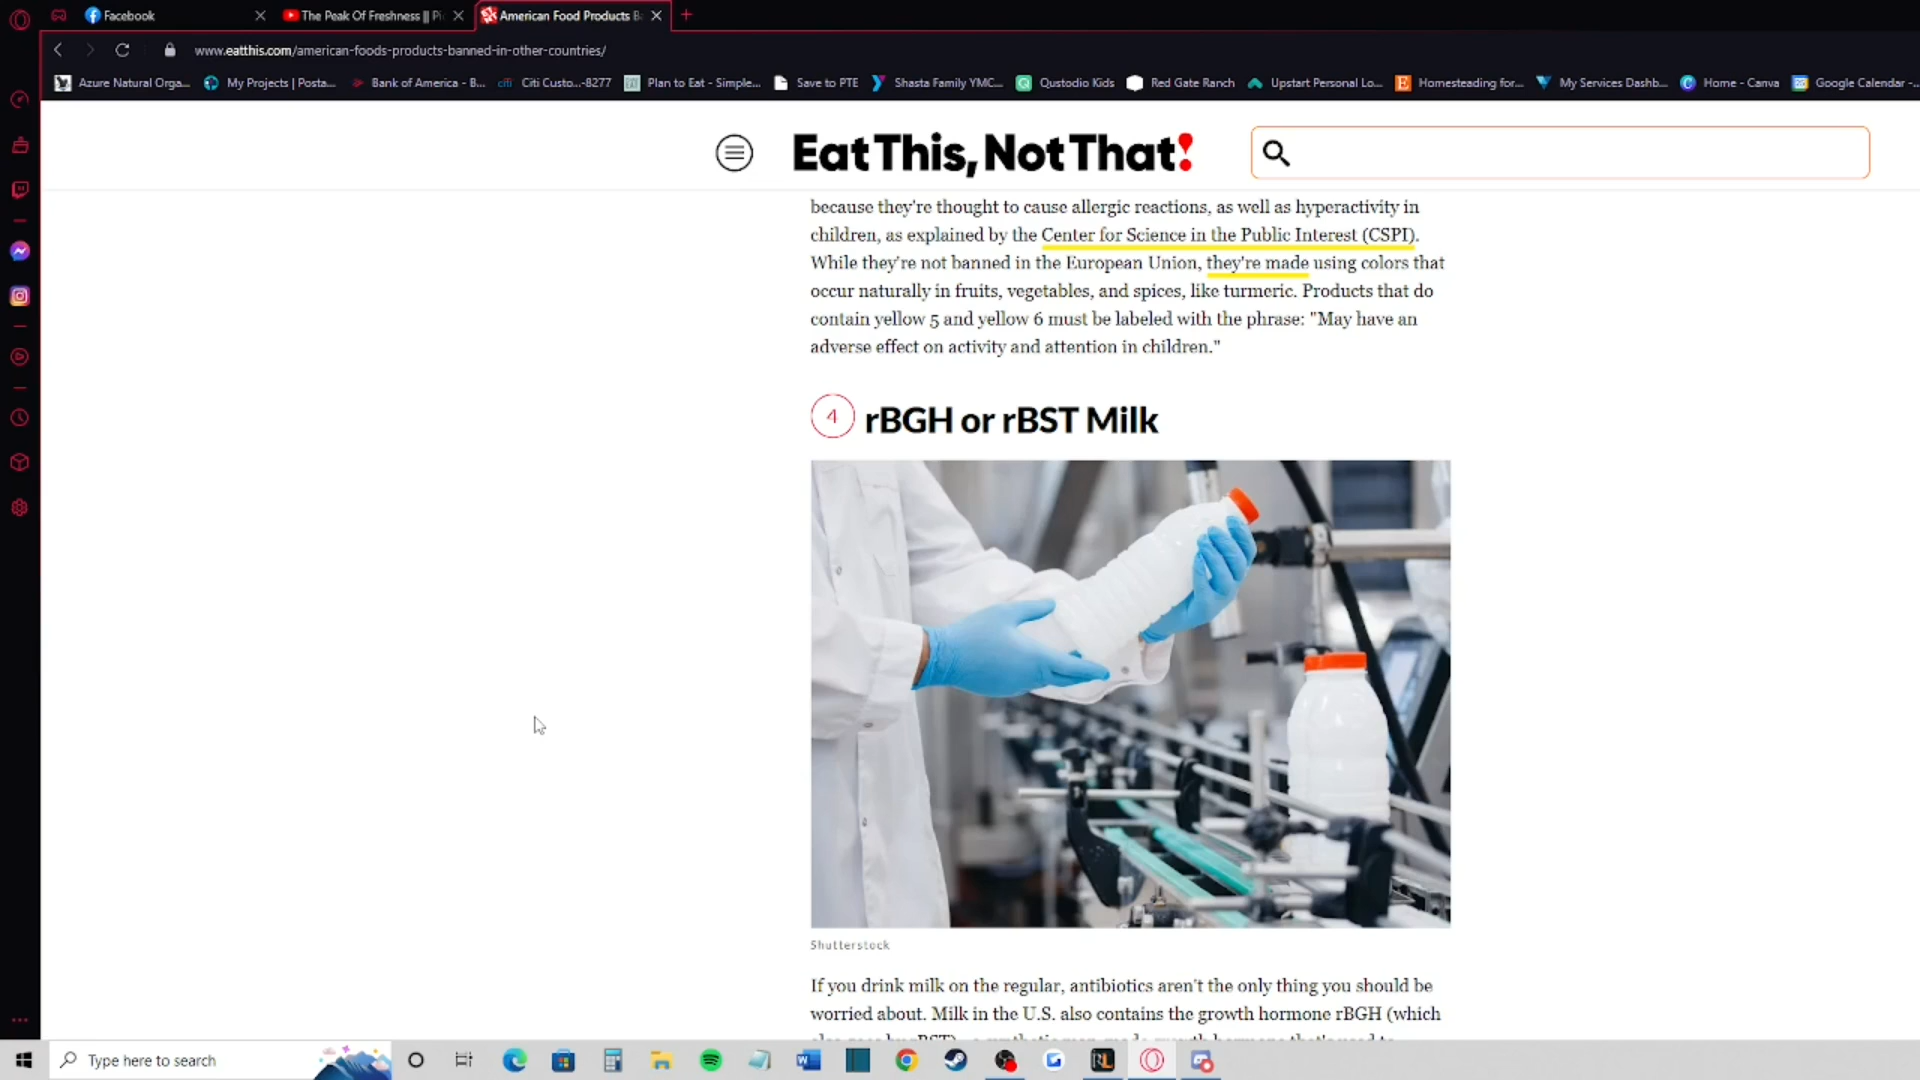 Facebook
The Peak Of Freshness || Pi
American Food Products B
www.eatthis.com/american-foods-products-banned-in-other-countries/
Azure Natural Orga...
My Projects | Posta...
Bank of America - B...
citi
Citi Custo...-8277
Plan to Eat - Simple...
Save to PTE
Shasta Family YMC...
Qustodio Kids
Red Gate Ranch
Upstart Personal Lo...
Homesteading for...
My Services Dashb...
Home - Canva
Google Calendar -...
Eat This, Not That!
because they're thought to cause allergic reactions, as well as hyperactivity in
children, as explained by the Center for Science in the Public Interest (CSPI).
While they're not banned in the European Union, they're made using colors that
occur naturally in fruits, vegetables, and spices, like turmeric. Products that do
contain yellow 5 and yellow 6 must be labeled with the phrase: "May have an
adverse effect on activity and attention in children."
4 rBGH or rBST Milk
Shutterstock
If you drink milk on the regular, antibiotics aren't the only thing you should be
worried about. Milk in the U.S. also contains the growth hormone rBGH (which
Type here to search